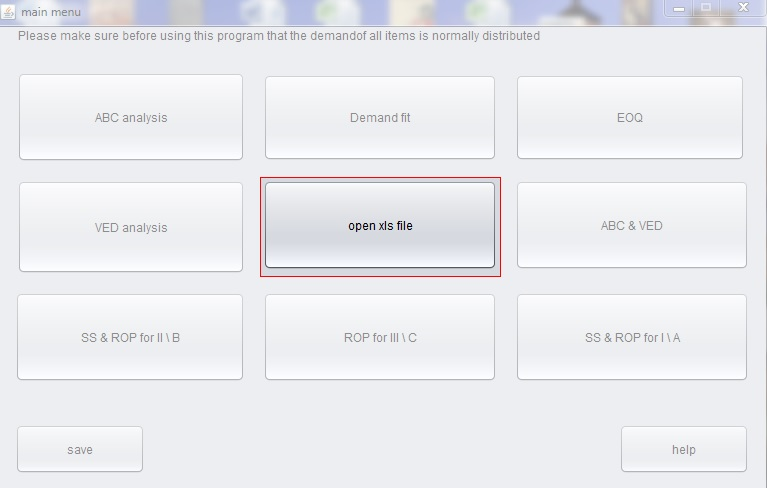 main menu
Please make sure before using this program that the demandof all items is normally distributed
ABC analysis
Demand fit
EOQ
VED analysis
open xls file
ABC & VED
SS & ROP for II \ B
ROP for III \ C
SS & ROP for I \ A
save
help